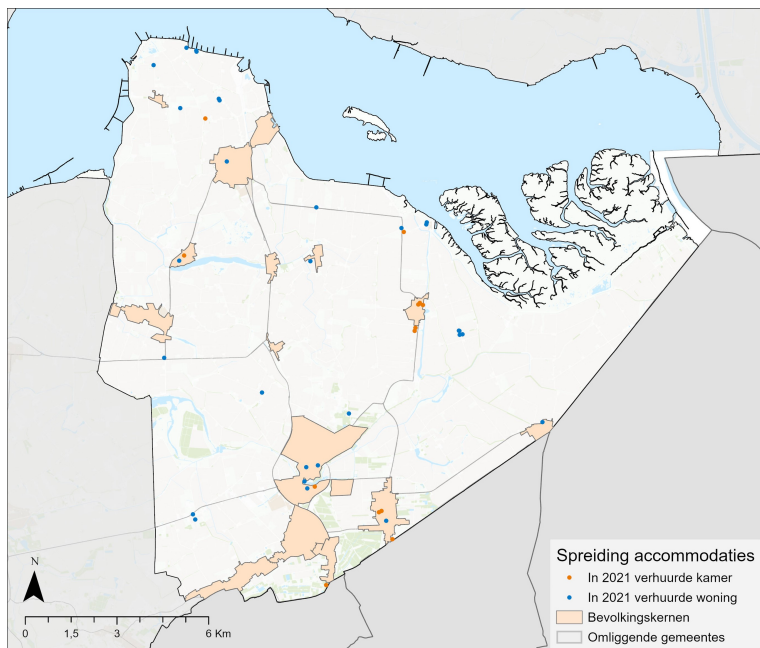 Spreiding accommodaties
In 2021 verhuurde kamer
In 2021 verhuurde woning
Bevolkingskernen
Omliggende gemeentes
N
0 1,5 3 6 Km